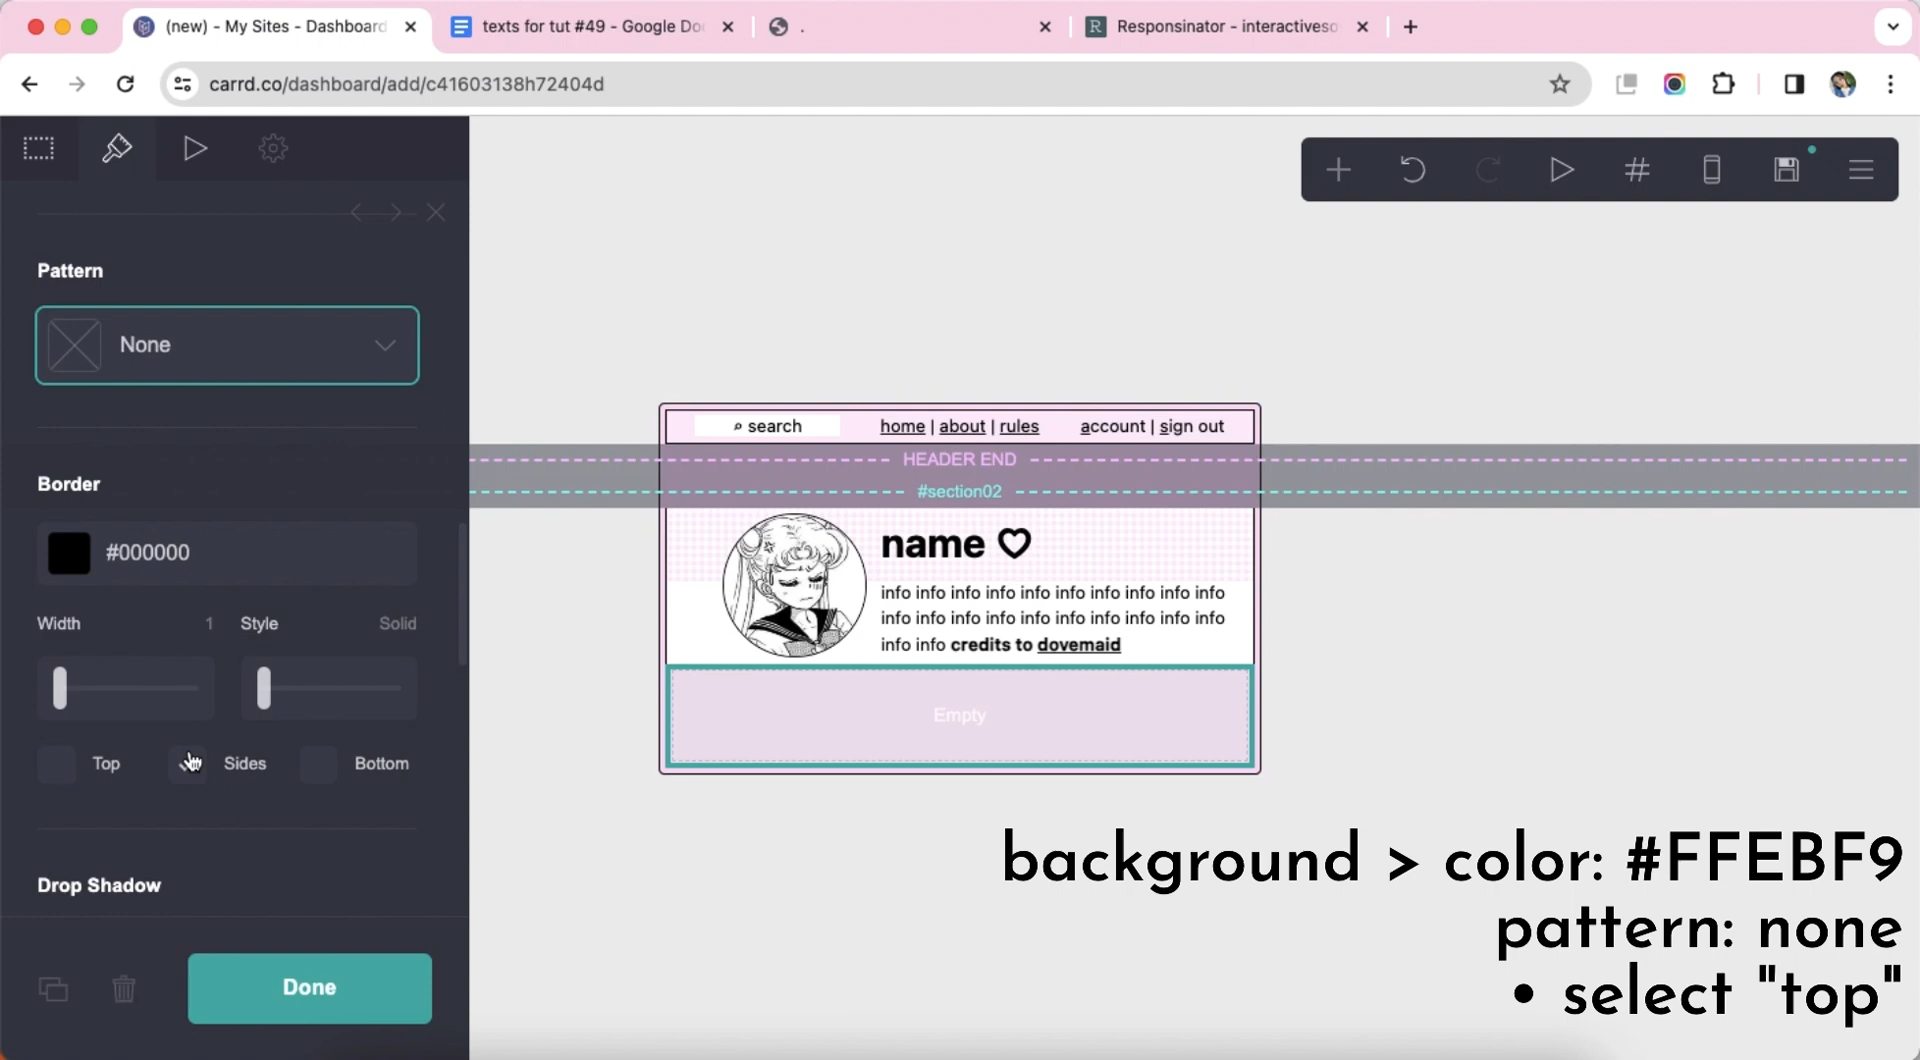 (new) - My Sites - Dashboard
texts for tut #49 - Google Do
.
Responsinator - interactiveso
carrd.co/dashboard/add/c41603138h72404d
Pattern
None
Border
#000000
Width 1 Style Solid
Top Sides Bottom
Drop Shadow
Done
⌕ search home | about | rules account | sign out
HEADER END
#section02
name ♡
info info info info info info info info info info
info info info info info info info info info info
info info credits to dovemaid
Empty
background > color: #FFEBF9
pattern: none
• select "top"